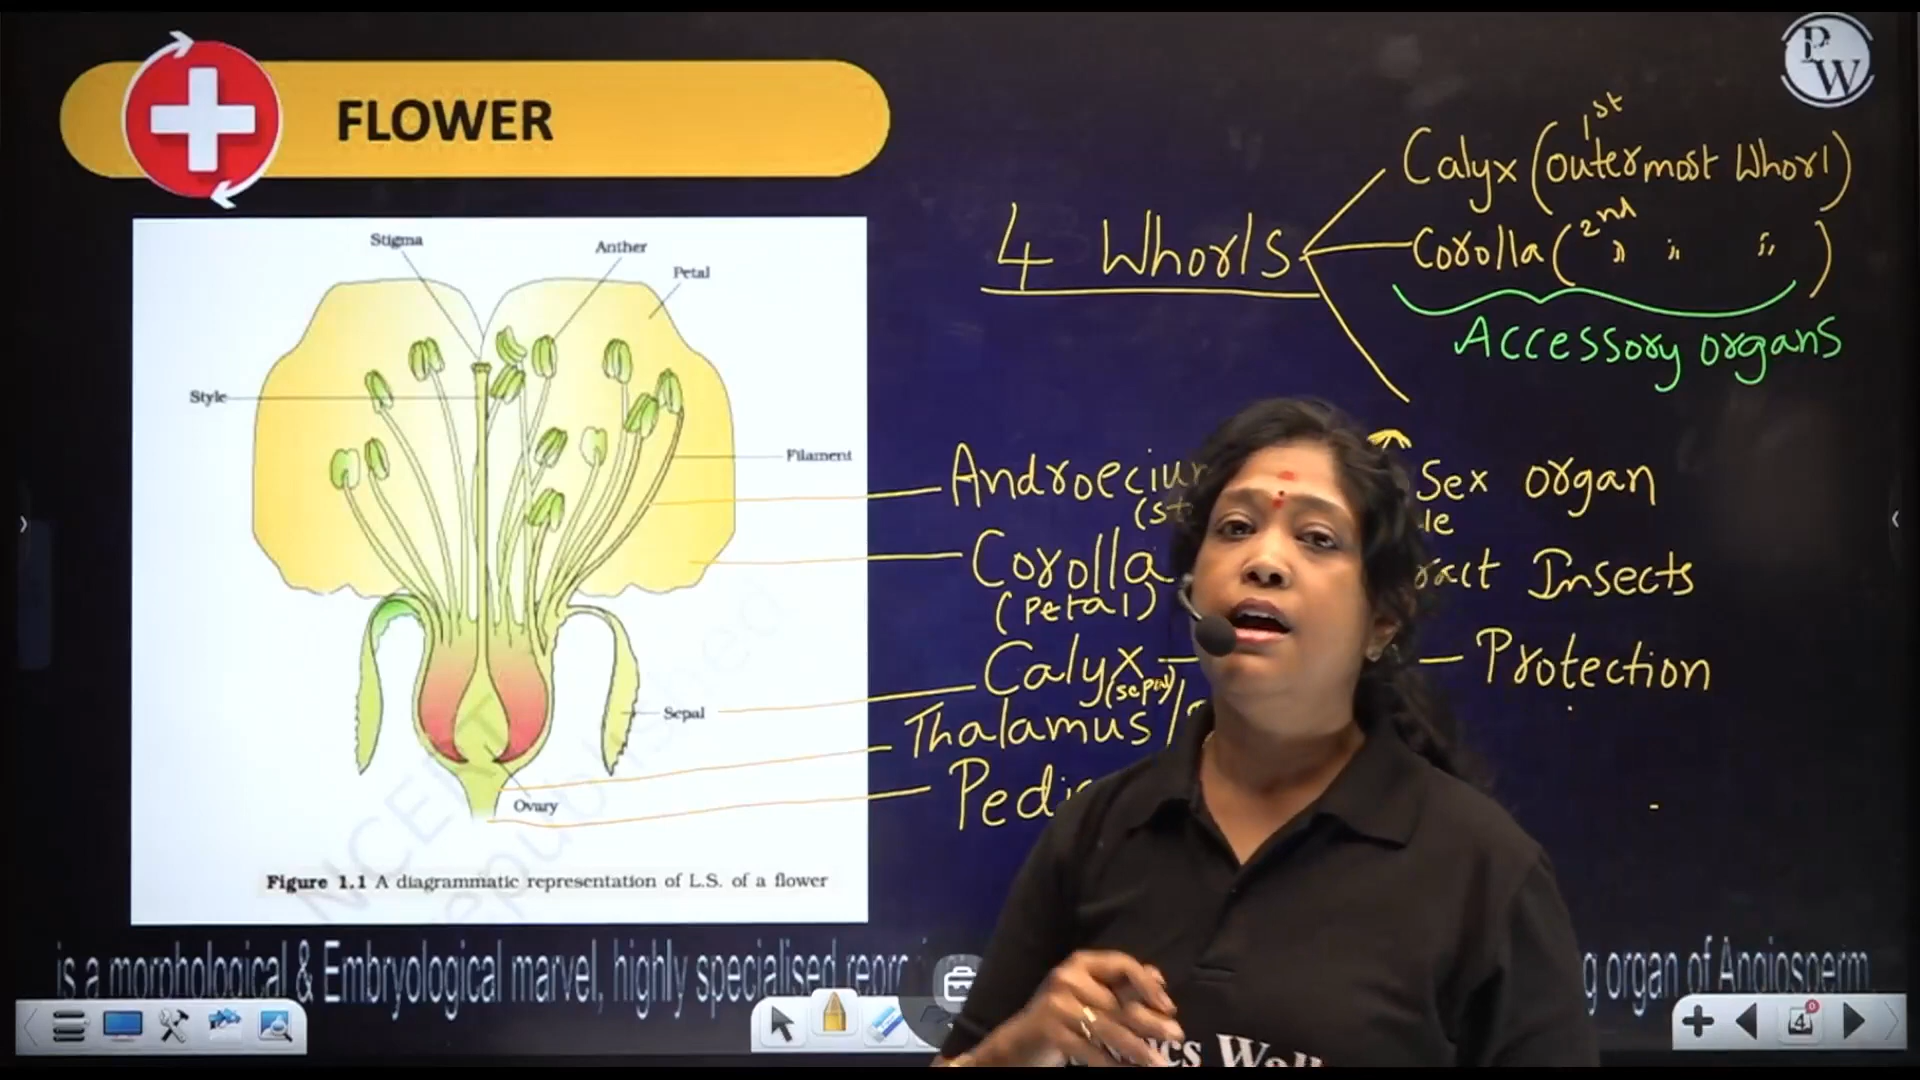 FLOWER
PW
Stigma
Anther
Petal
Style
Filament
Sepal
Ovary
Figure 1.1 A diagrammatic representation of L.S. of a flower
4 Whorls
1st
Calyx (outermost Whorl)
2nd
Corolla ( )
Accessory organs
Sex organ
Corolla
Insects
(Petal)
Calyx — Protection
(sepal)
Thalamus /
is a morphological & Embryological marvel, highly specialised
organ of Angiosperm
4
0